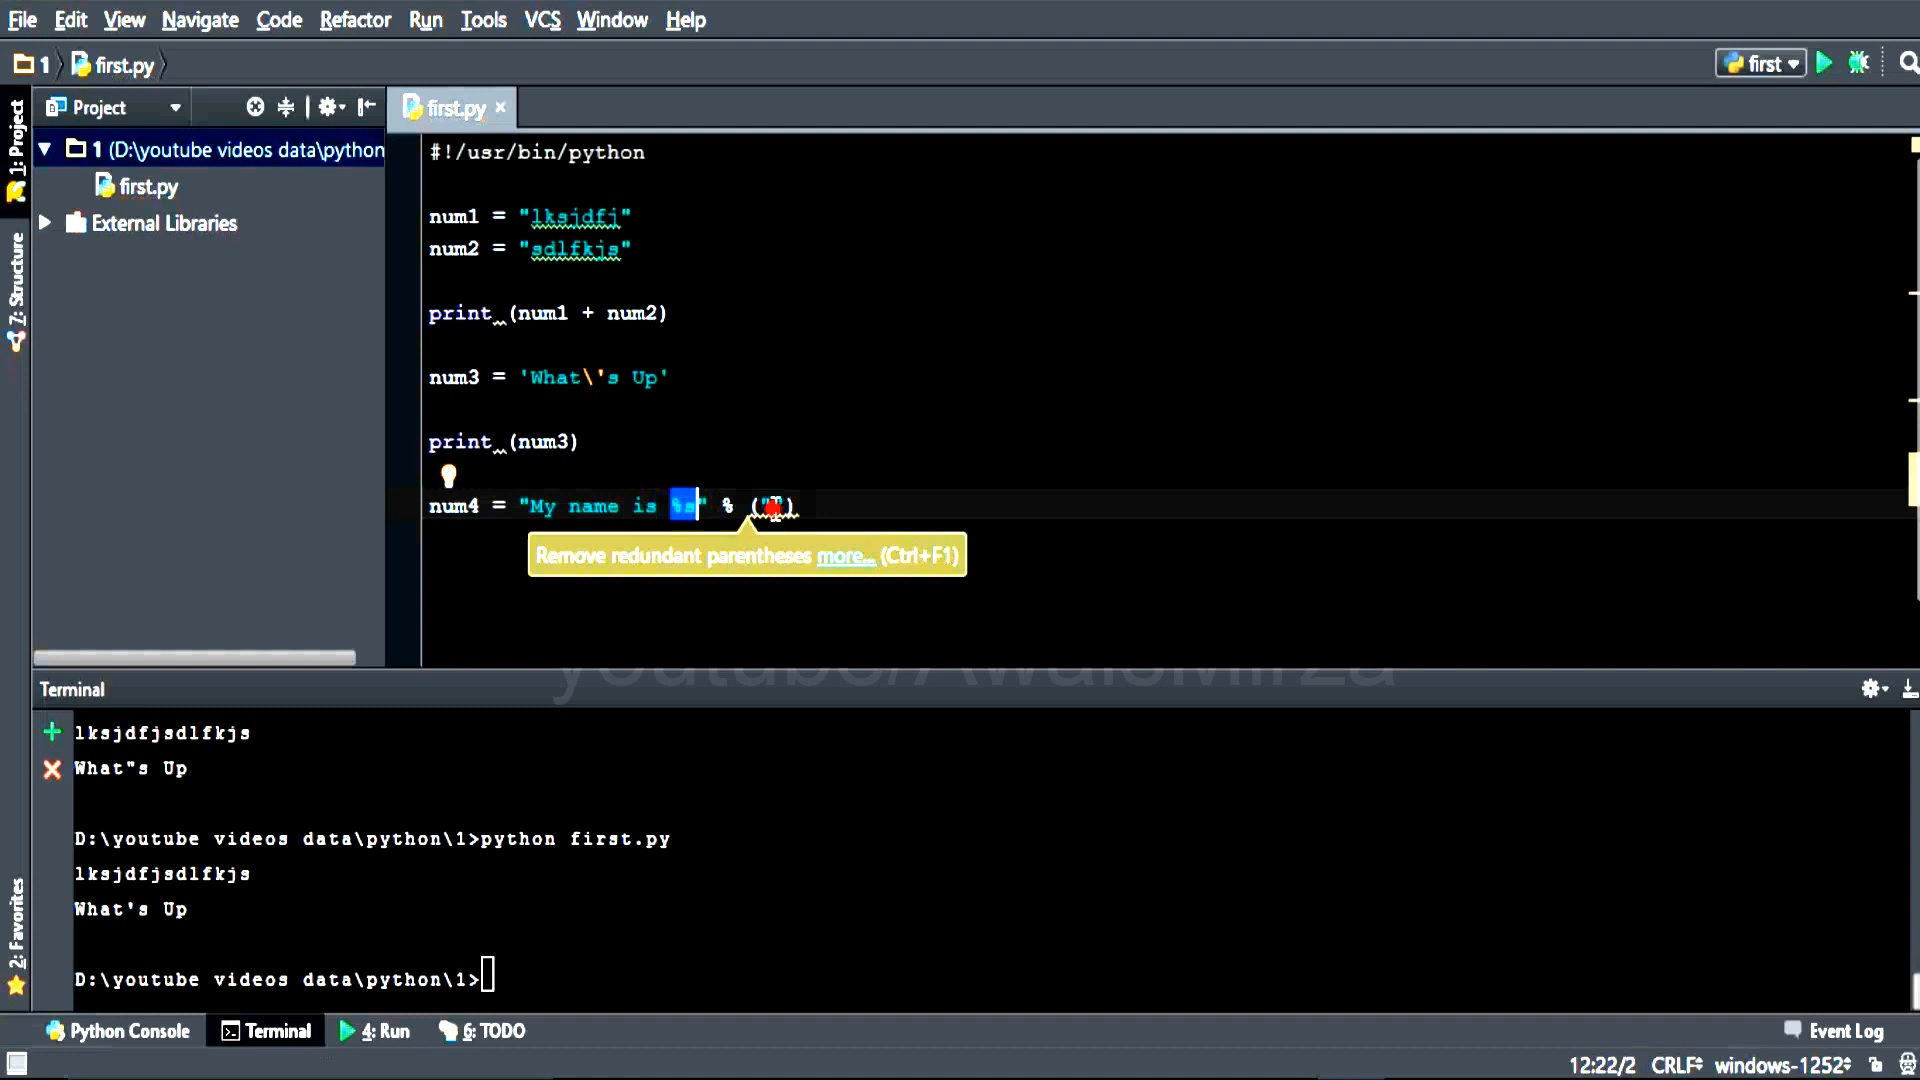 File Edit View Navigate Code Refactor Run Tools VCS Window Help
1 first.py first
1: Project
Project
first.py
1 (D:\youtube videos data\python
first.py
External Libraries
7: Structure
#!/usr/bin/python
num1 = "lksjdfj"
num2 = "sdlfkjs"
print (num1 + num2)
num3 = 'What\'s Up'
print (num3)
num4 = "My name is %s" % ("")
Remove redundant parentheses more... (Ctrl+F1)
youtube/AwaisMirza
Terminal
lksjdfjsdlfkjs
What"s Up
D:\youtube videos data\python\1>python first.py
lksjdfjsdlfkjs
What's Up
D:\youtube videos data\python\1>
2: Favorites
Python Console Terminal 4: Run 6: TODO Event Log
12:22/2 CRLF windows-1252